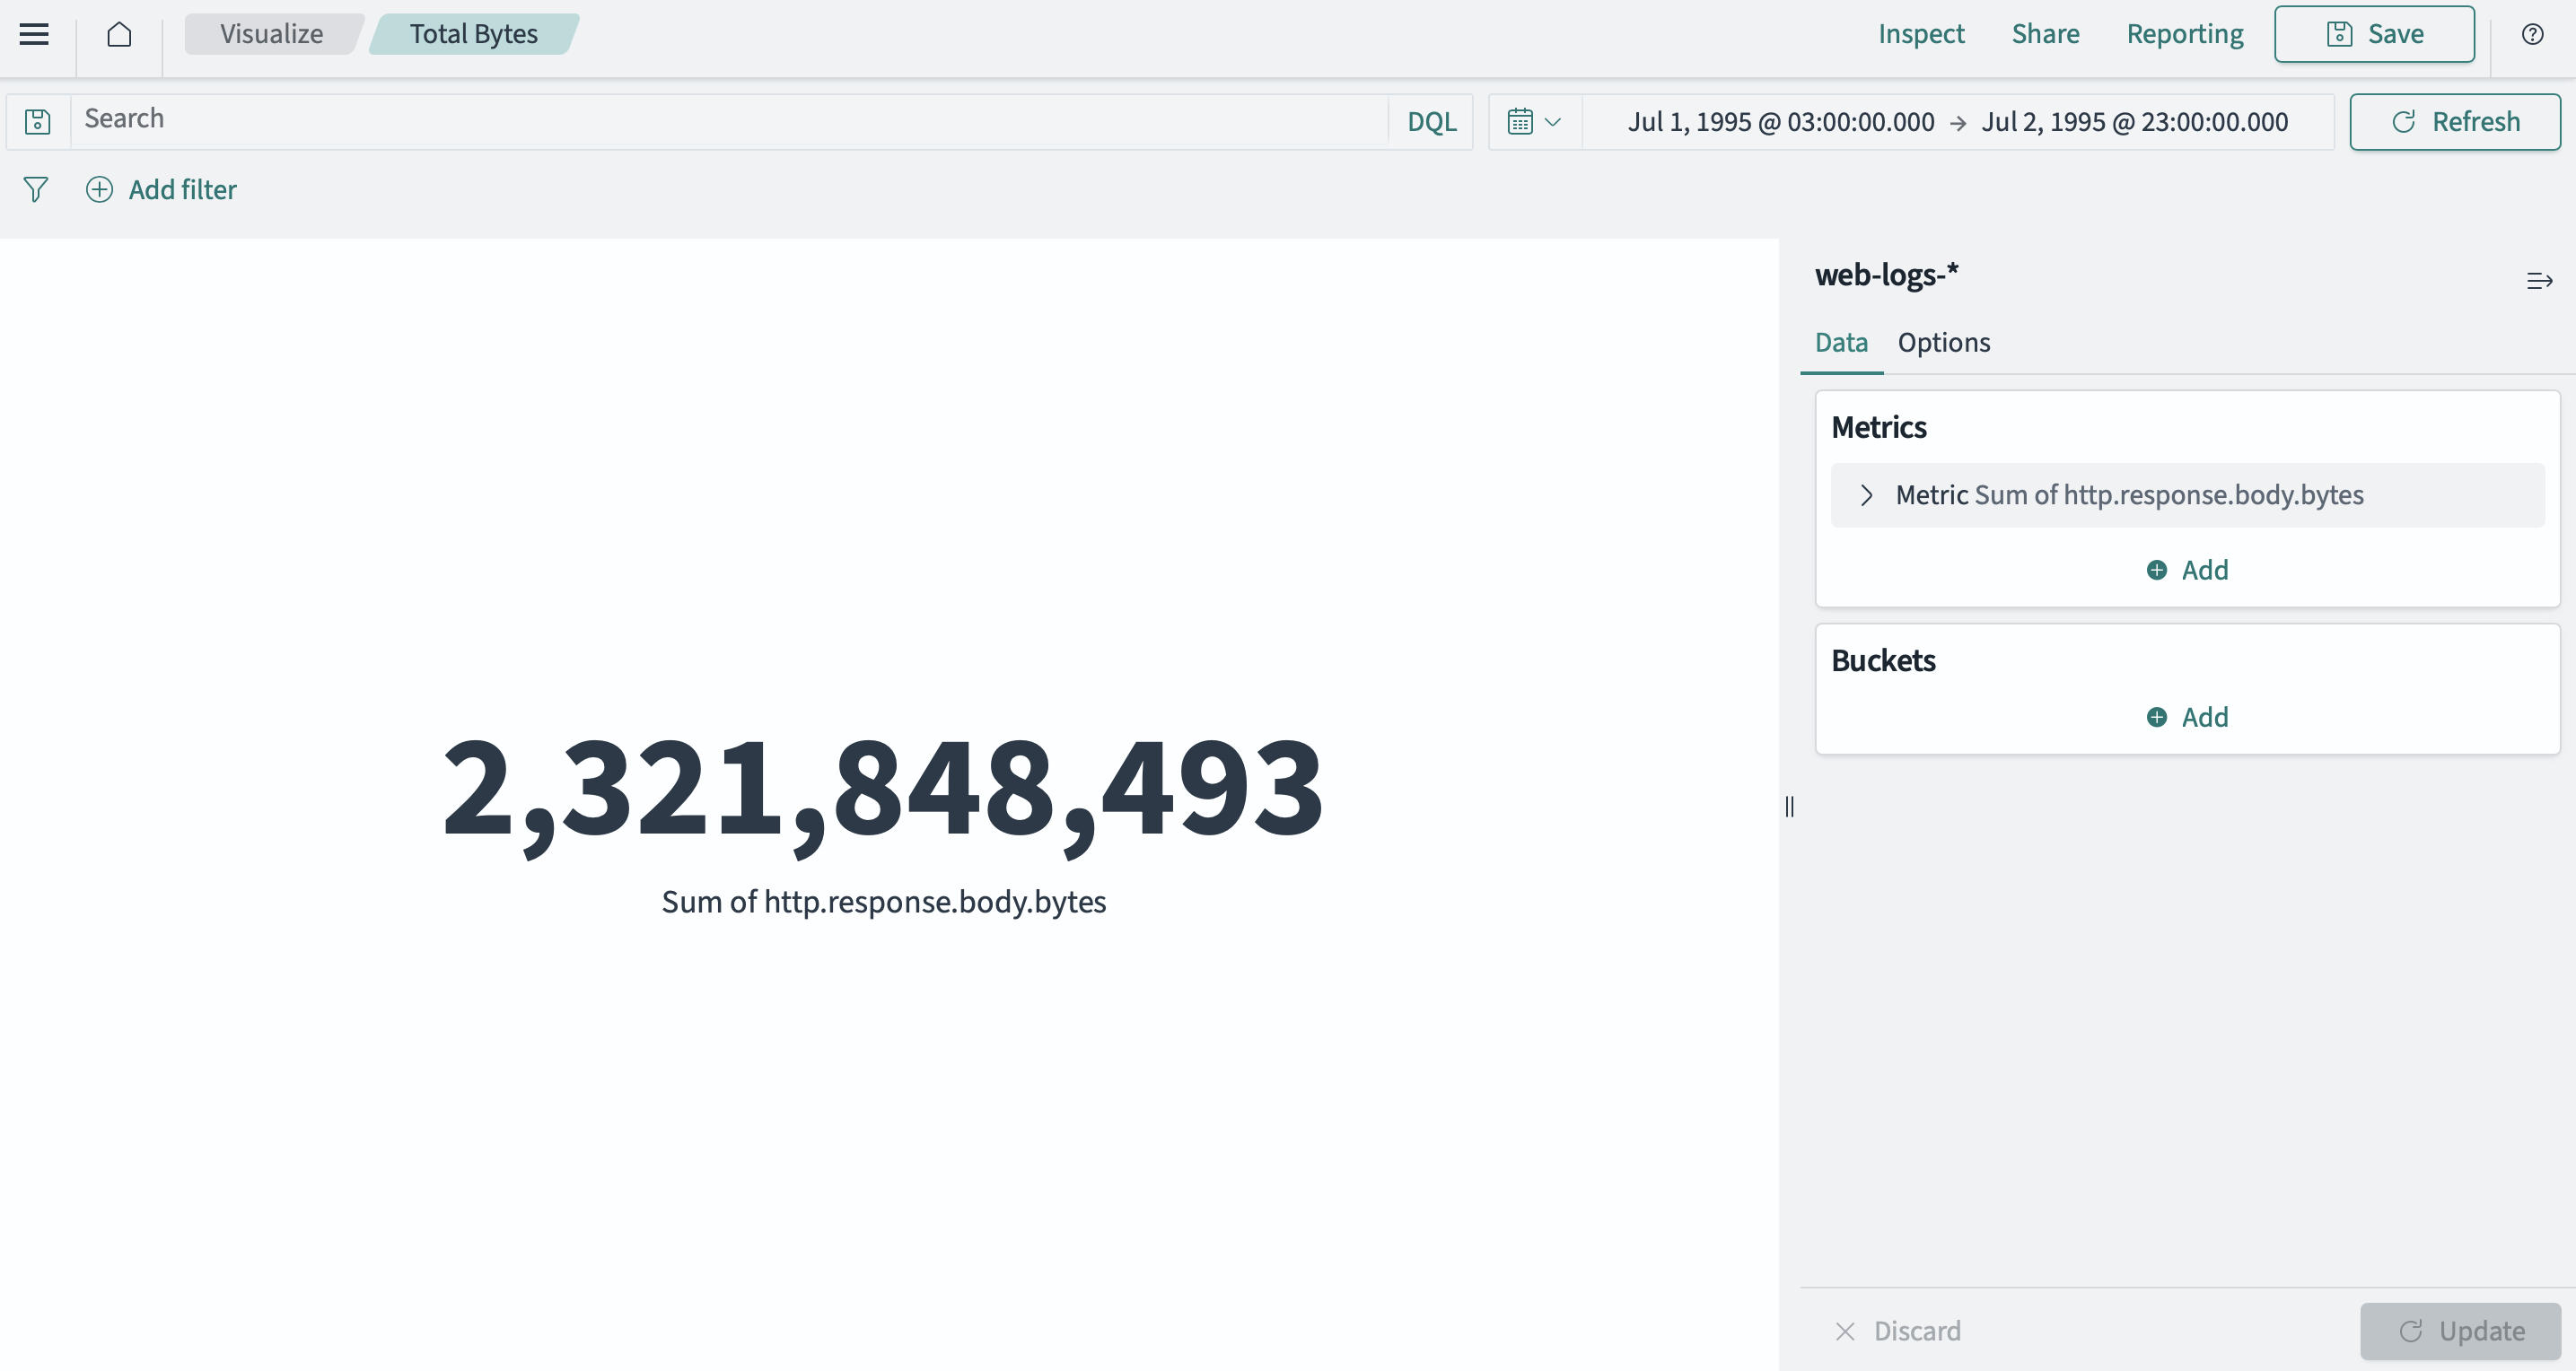 Visualize Total Bytes Inspect Share Reporting Save
Search DQL Jul 1, 1995 @ 03:00:00.000 → Jul 2, 1995 @ 23:00:00.000 Refresh
Add filter
web-logs-*
Data Options
Metrics
Metric Sum of http.response.body.bytes
Add
Buckets
Add
2,321,848,493
Sum of http.response.body.bytes
Discard Update